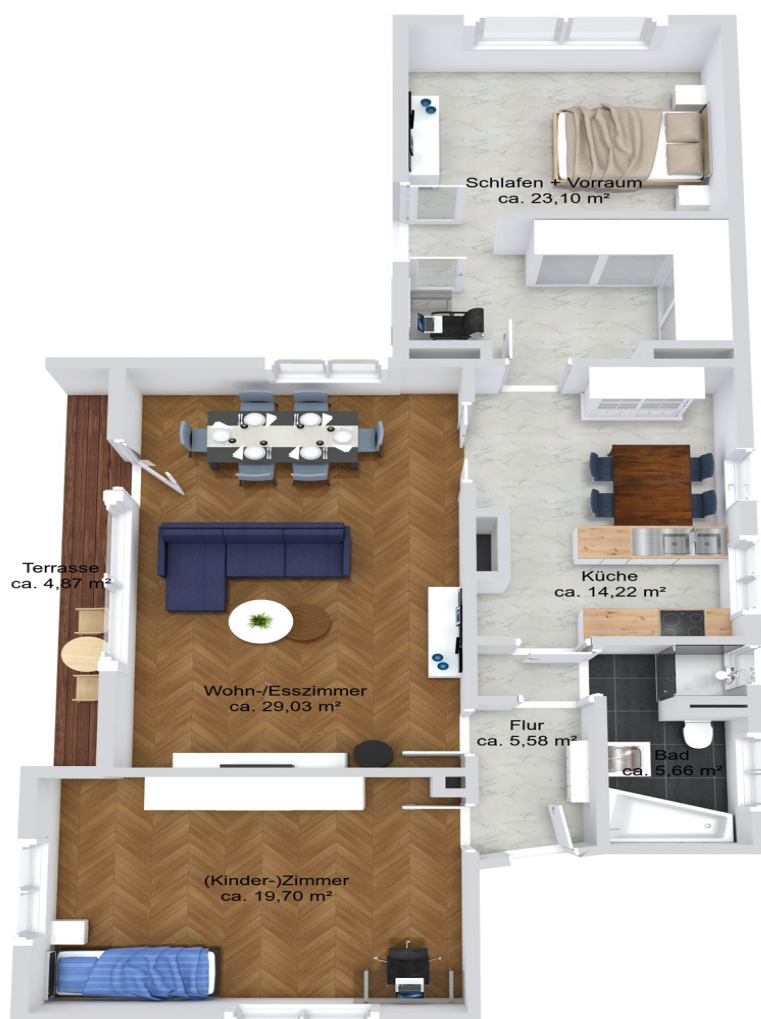 Schlafen + Vorraum
ca. 23,10 m²
Terrasse
ca. 4,87 m²
Küche
ca. 14,22 m²
Wohn-/Esszimmer
ca. 29,03 m²
Flur
ca. 5,58 m²
Bad
ca. 5,66 m²
(Kinder-)Zimmer
ca. 19,70 m²